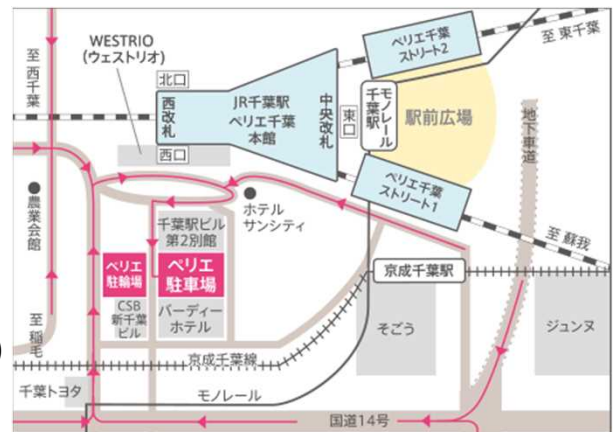 WESTRIO
(ウェストリオ)
至 西千葉
北口
西改札
西口
JR千葉駅
ペリエ千葉
本館
中央改札
東口
モノレール
千葉駅
ペリエ千葉
ストリート2
至 東千葉
駅前広場
地下車道
ペリエ千葉
ストリート1
至 蘇我
農業会館
ホテル
サンシティ
千葉駅ビル
第2別館
ペリエ
駐輪場
ペリエ
駐車場
CSB
新千葉
ビル
バーディー
ホテル
京成千葉駅
そごう
ジュンヌ
至 稲毛
京成千葉線
千葉トヨタ
モノレール
国道14号